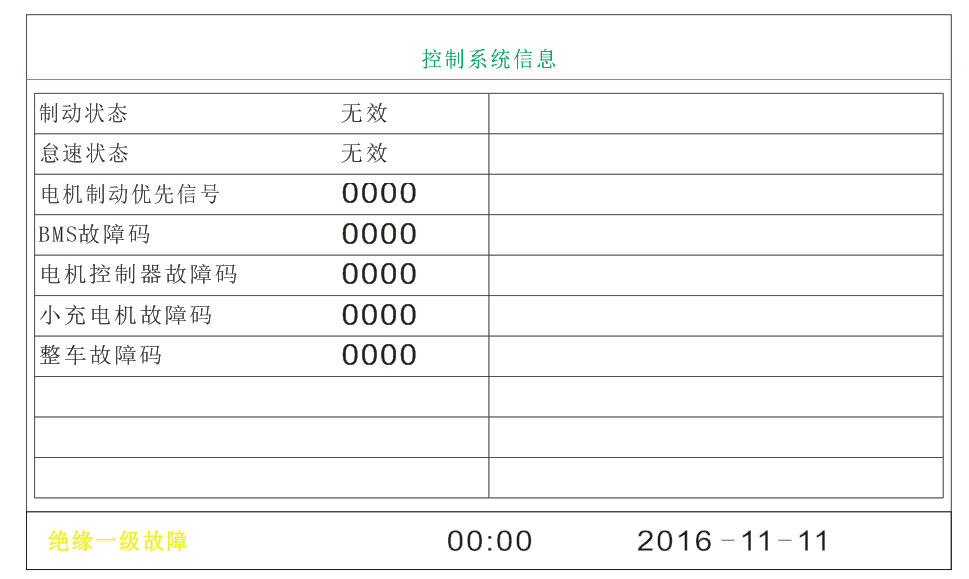 控制系统信息
制动状态 无效
怠速状态 无效
电机制动优先信号 0000
BMS故障码 0000
电机控制器故障码 0000
小充电机故障码 0000
整车故障码 0000
绝缘一级故障 00:00 2016-11-11